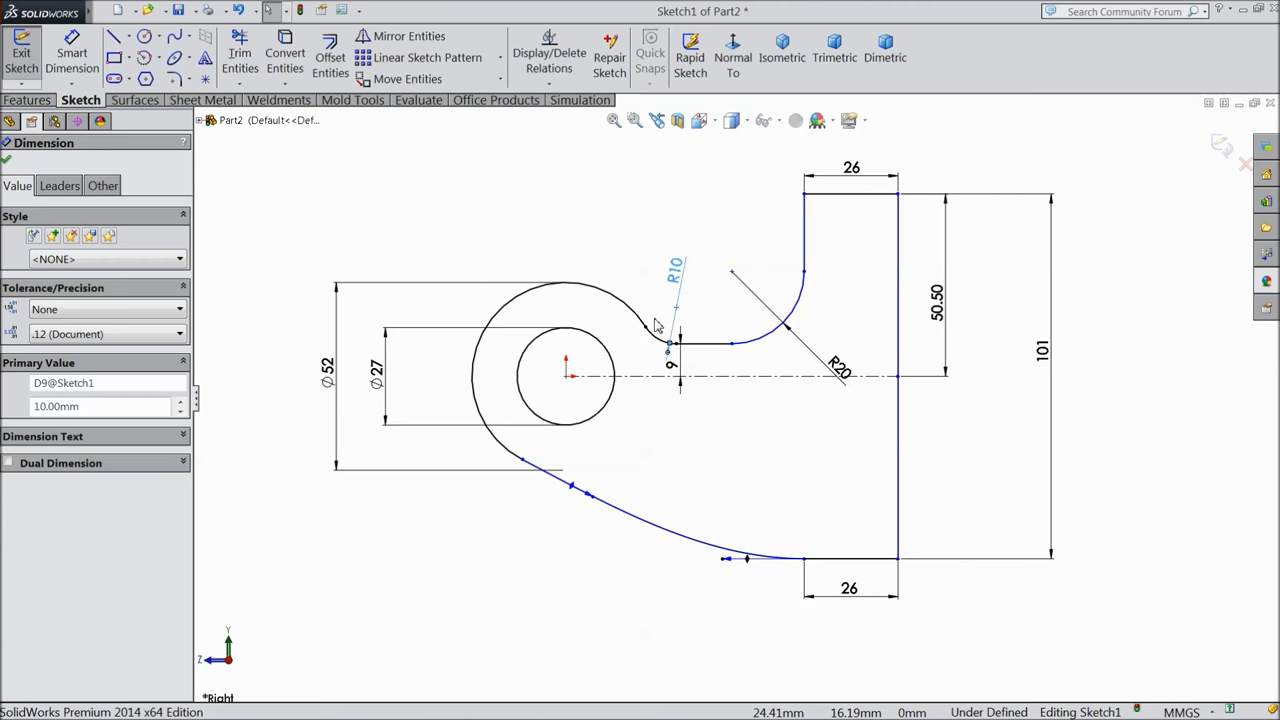 SOLIDWORKS
Sketch1 of Part2 *
Search Community Forum
Exit Sketch
Smart Dimension
Trim Entities
Convert Entities
Offset Entities
Mirror Entities
Linear Sketch Pattern
Move Entities
Display/Delete Relations
Repair Sketch
Quick Snaps
Rapid Sketch
Normal To
Isometric
Trimetric
Dimetric
Features
Sketch
Surfaces
Sheet Metal
Weldments
Mold Tools
Evaluate
Office Products
Simulation
Part2 (Default<<Def...
Dimension
?
Value
Leaders
Other
Style
<NONE>
Tolerance/Precision
None
.12 (Document)
Primary Value
D9@Sketch1
10.00mm
Dimension Text
Dual Dimension
26
R10
50.50
101
9
R20
∅52
∅27
26
Y
Z
*Right
SolidWorks Premium 2014 x64 Edition
24.41mm
16.19mm
0mm
Under Defined
Editing Sketch1
MMGS